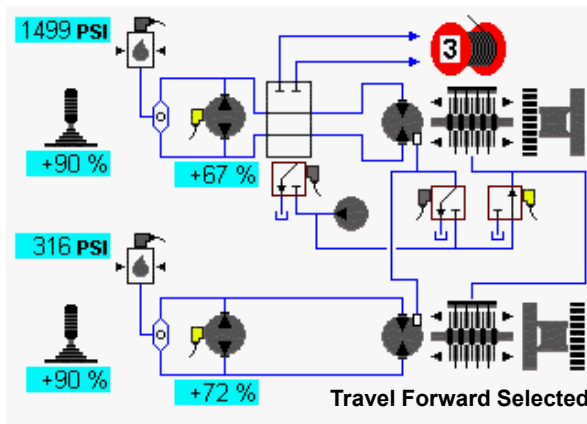 1499 PSI
3
+90 %
+67 %
316 PSI
+90 %
+72 %
Travel Forward Selected